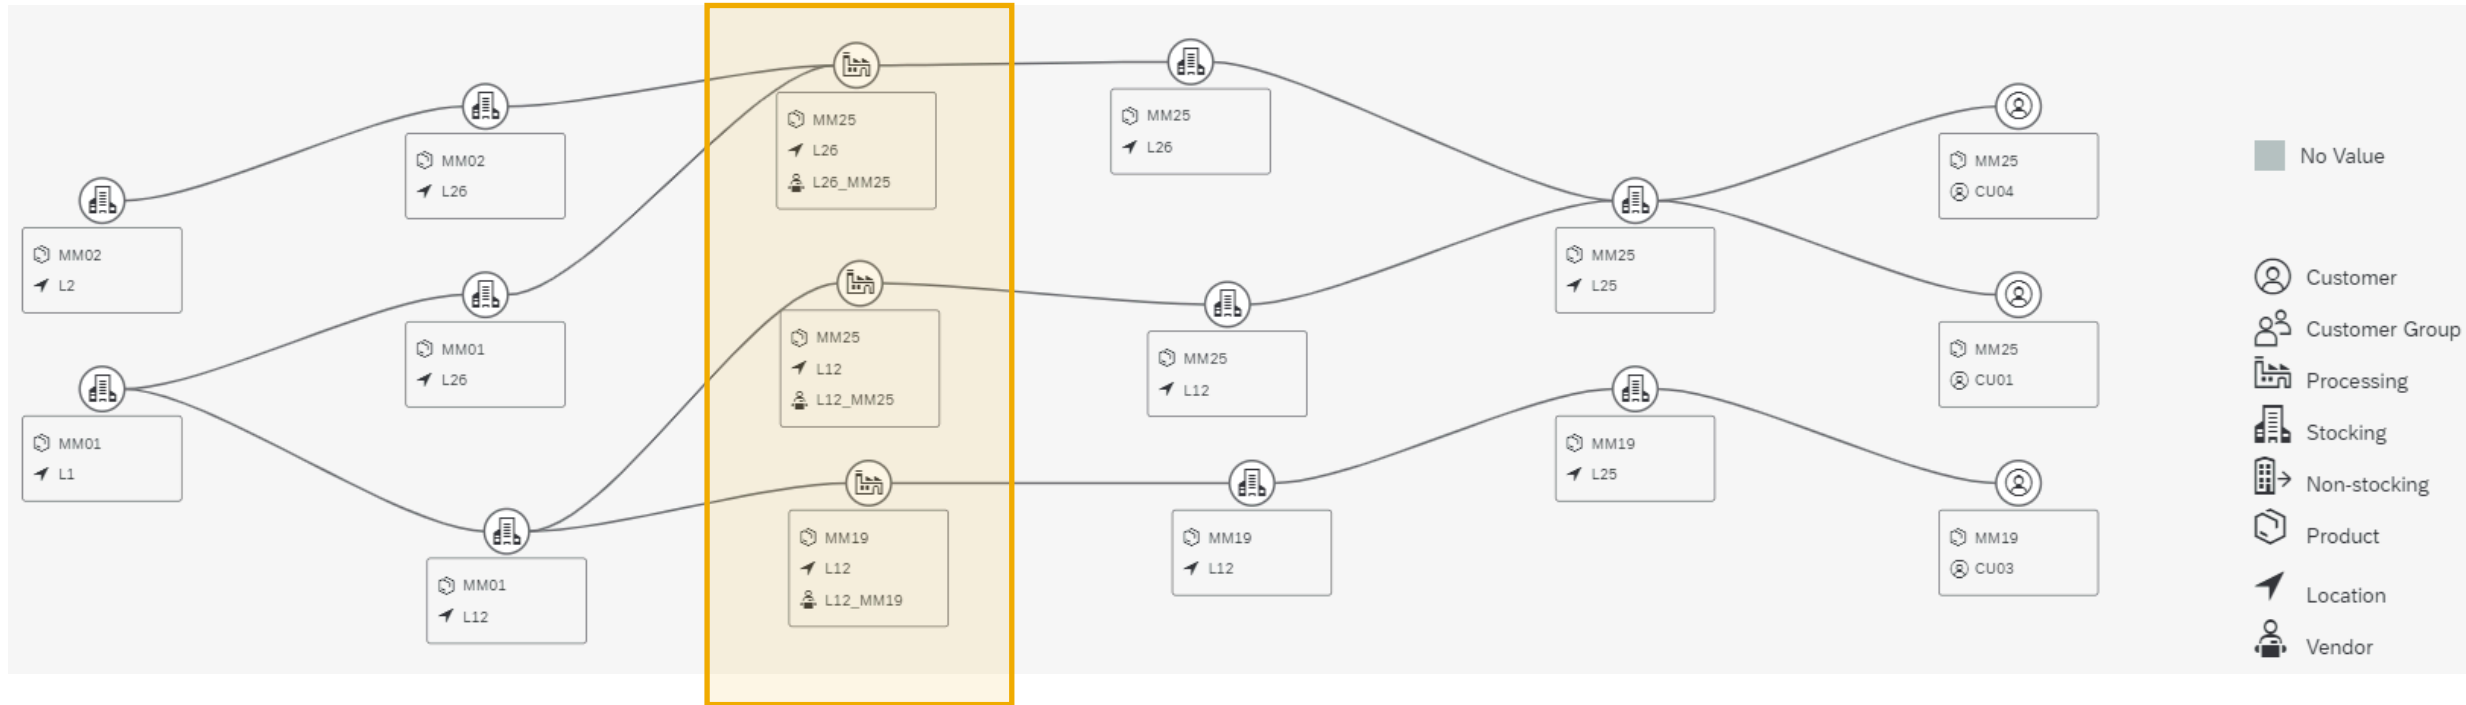 MM02
L2
MM01
L1
MM02
L26
MM01
L26
MM01
L12
MM25
L26
L26_MM25
MM25
L12
L12_MM25
MM19
L12
L12_MM19
MM25
L26
MM25
L12
MM19
L12
MM25
L25
MM19
L25
MM25
CU04
MM25
CU01
MM19
CU03
No Value
Customer
Customer Group
Processing
Stocking
Non-stocking
Product
Location
Vendor